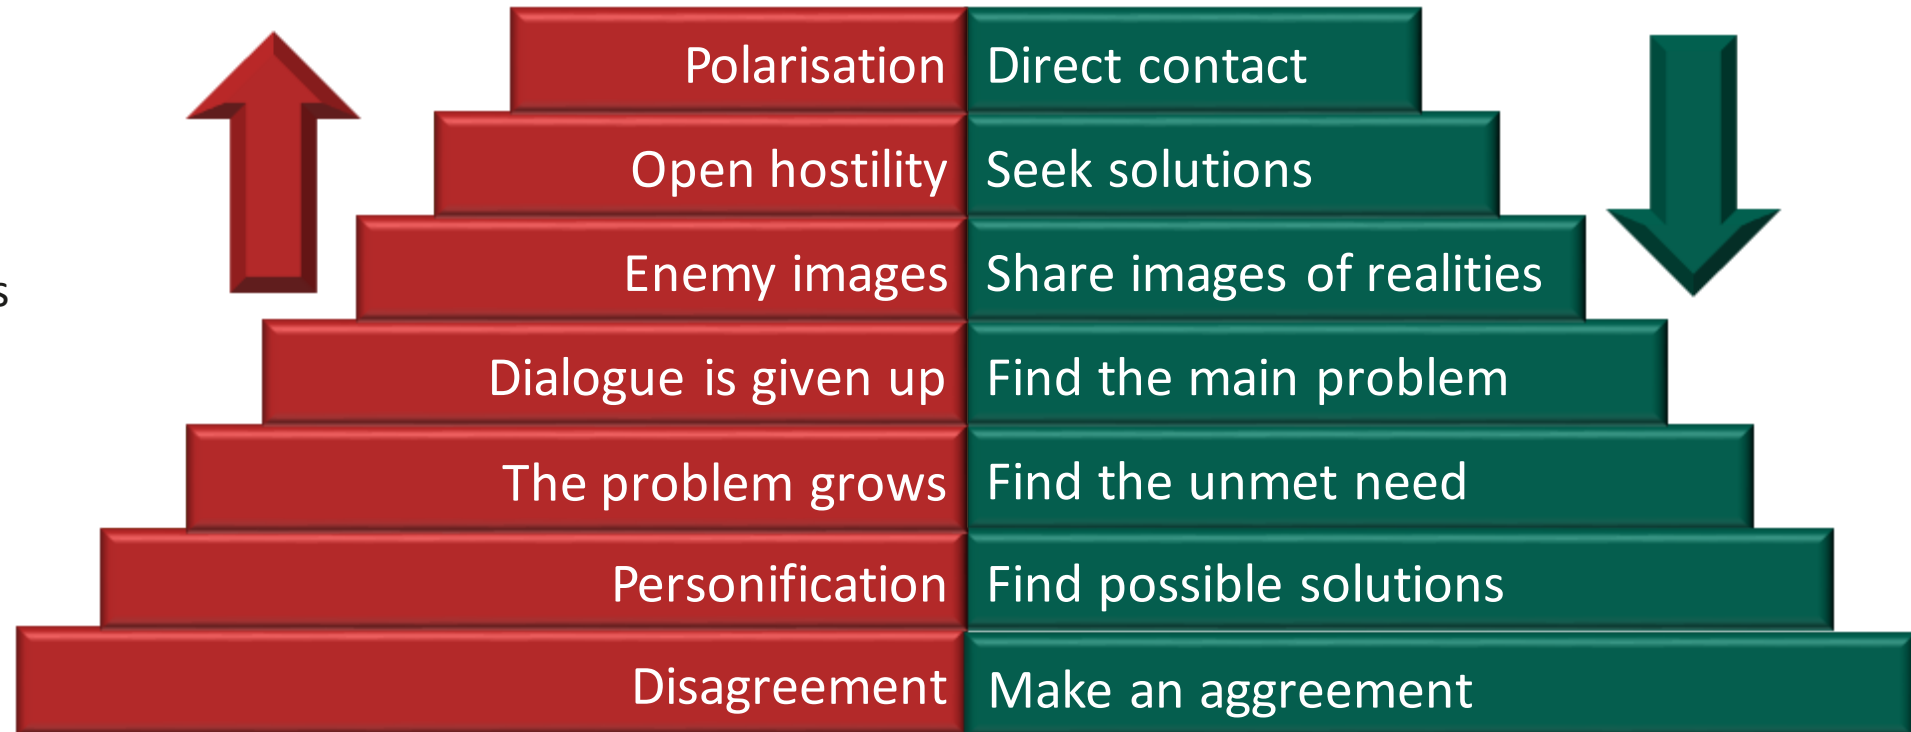 Polarisation
Direct contact
Open hostility
Seek solutions
Enemy images
Share images of realities
s
Dialogue is given up
Find the main problem
The problem grows
Find the unmet need
Personification
Find possible solutions
Disagreement
Make an aggreement